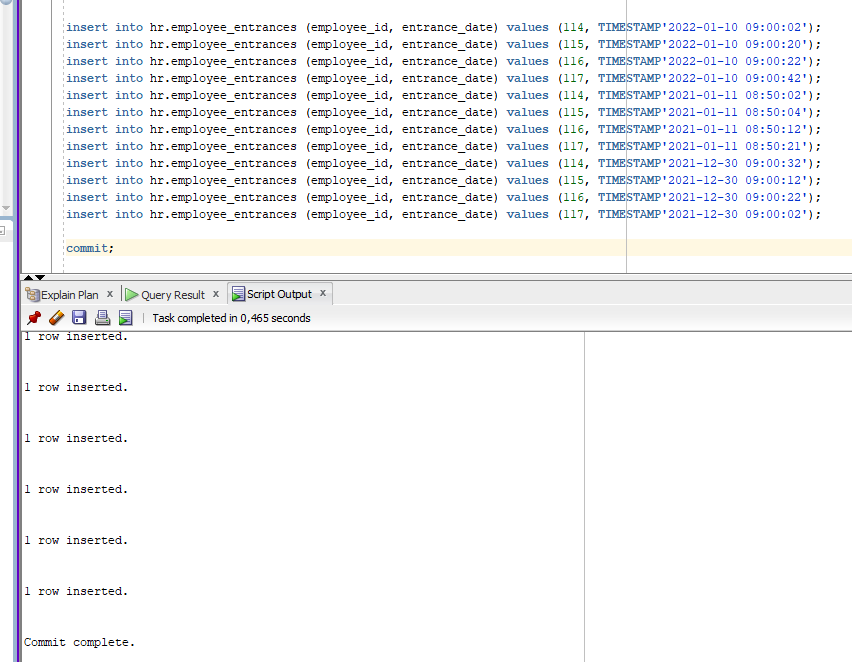 insert into hr.employee_entrances (employee_id, entrance_date) values (114, TIMESTAMP'2022-01-10 09:00:02');
insert into hr.employee_entrances (employee_id, entrance_date) values (115, TIMESTAMP'2022-01-10 09:00:20');
insert into hr.employee_entrances (employee_id, entrance_date) values (116, TIMESTAMP'2022-01-10 09:00:22');
insert into hr.employee_entrances (employee_id, entrance_date) values (117, TIMESTAMP'2022-01-10 09:00:42');
insert into hr.employee_entrances (employee_id, entrance_date) values (114, TIMESTAMP'2021-01-11 08:50:02');
insert into hr.employee_entrances (employee_id, entrance_date) values (115, TIMESTAMP'2021-01-11 08:50:04');
insert into hr.employee_entrances (employee_id, entrance_date) values (116, TIMESTAMP'2021-01-11 08:50:12');
insert into hr.employee_entrances (employee_id, entrance_date) values (117, TIMESTAMP'2021-01-11 08:50:21');
insert into hr.employee_entrances (employee_id, entrance_date) values (114, TIMESTAMP'2021-12-30 09:00:32');
insert into hr.employee_entrances (employee_id, entrance_date) values (115, TIMESTAMP'2021-12-30 09:00:12');
insert into hr.employee_entrances (employee_id, entrance_date) values (116, TIMESTAMP'2021-12-30 09:00:22');
insert into hr.employee_entrances (employee_id, entrance_date) values (117, TIMESTAMP'2021-12-30 09:00:02');
commit;
Explain Plan x Query Result x Script Output x
Task completed in 0,465 seconds
1 row inserted.
1 row inserted.
1 row inserted.
1 row inserted.
1 row inserted.
1 row inserted.
Commit complete.